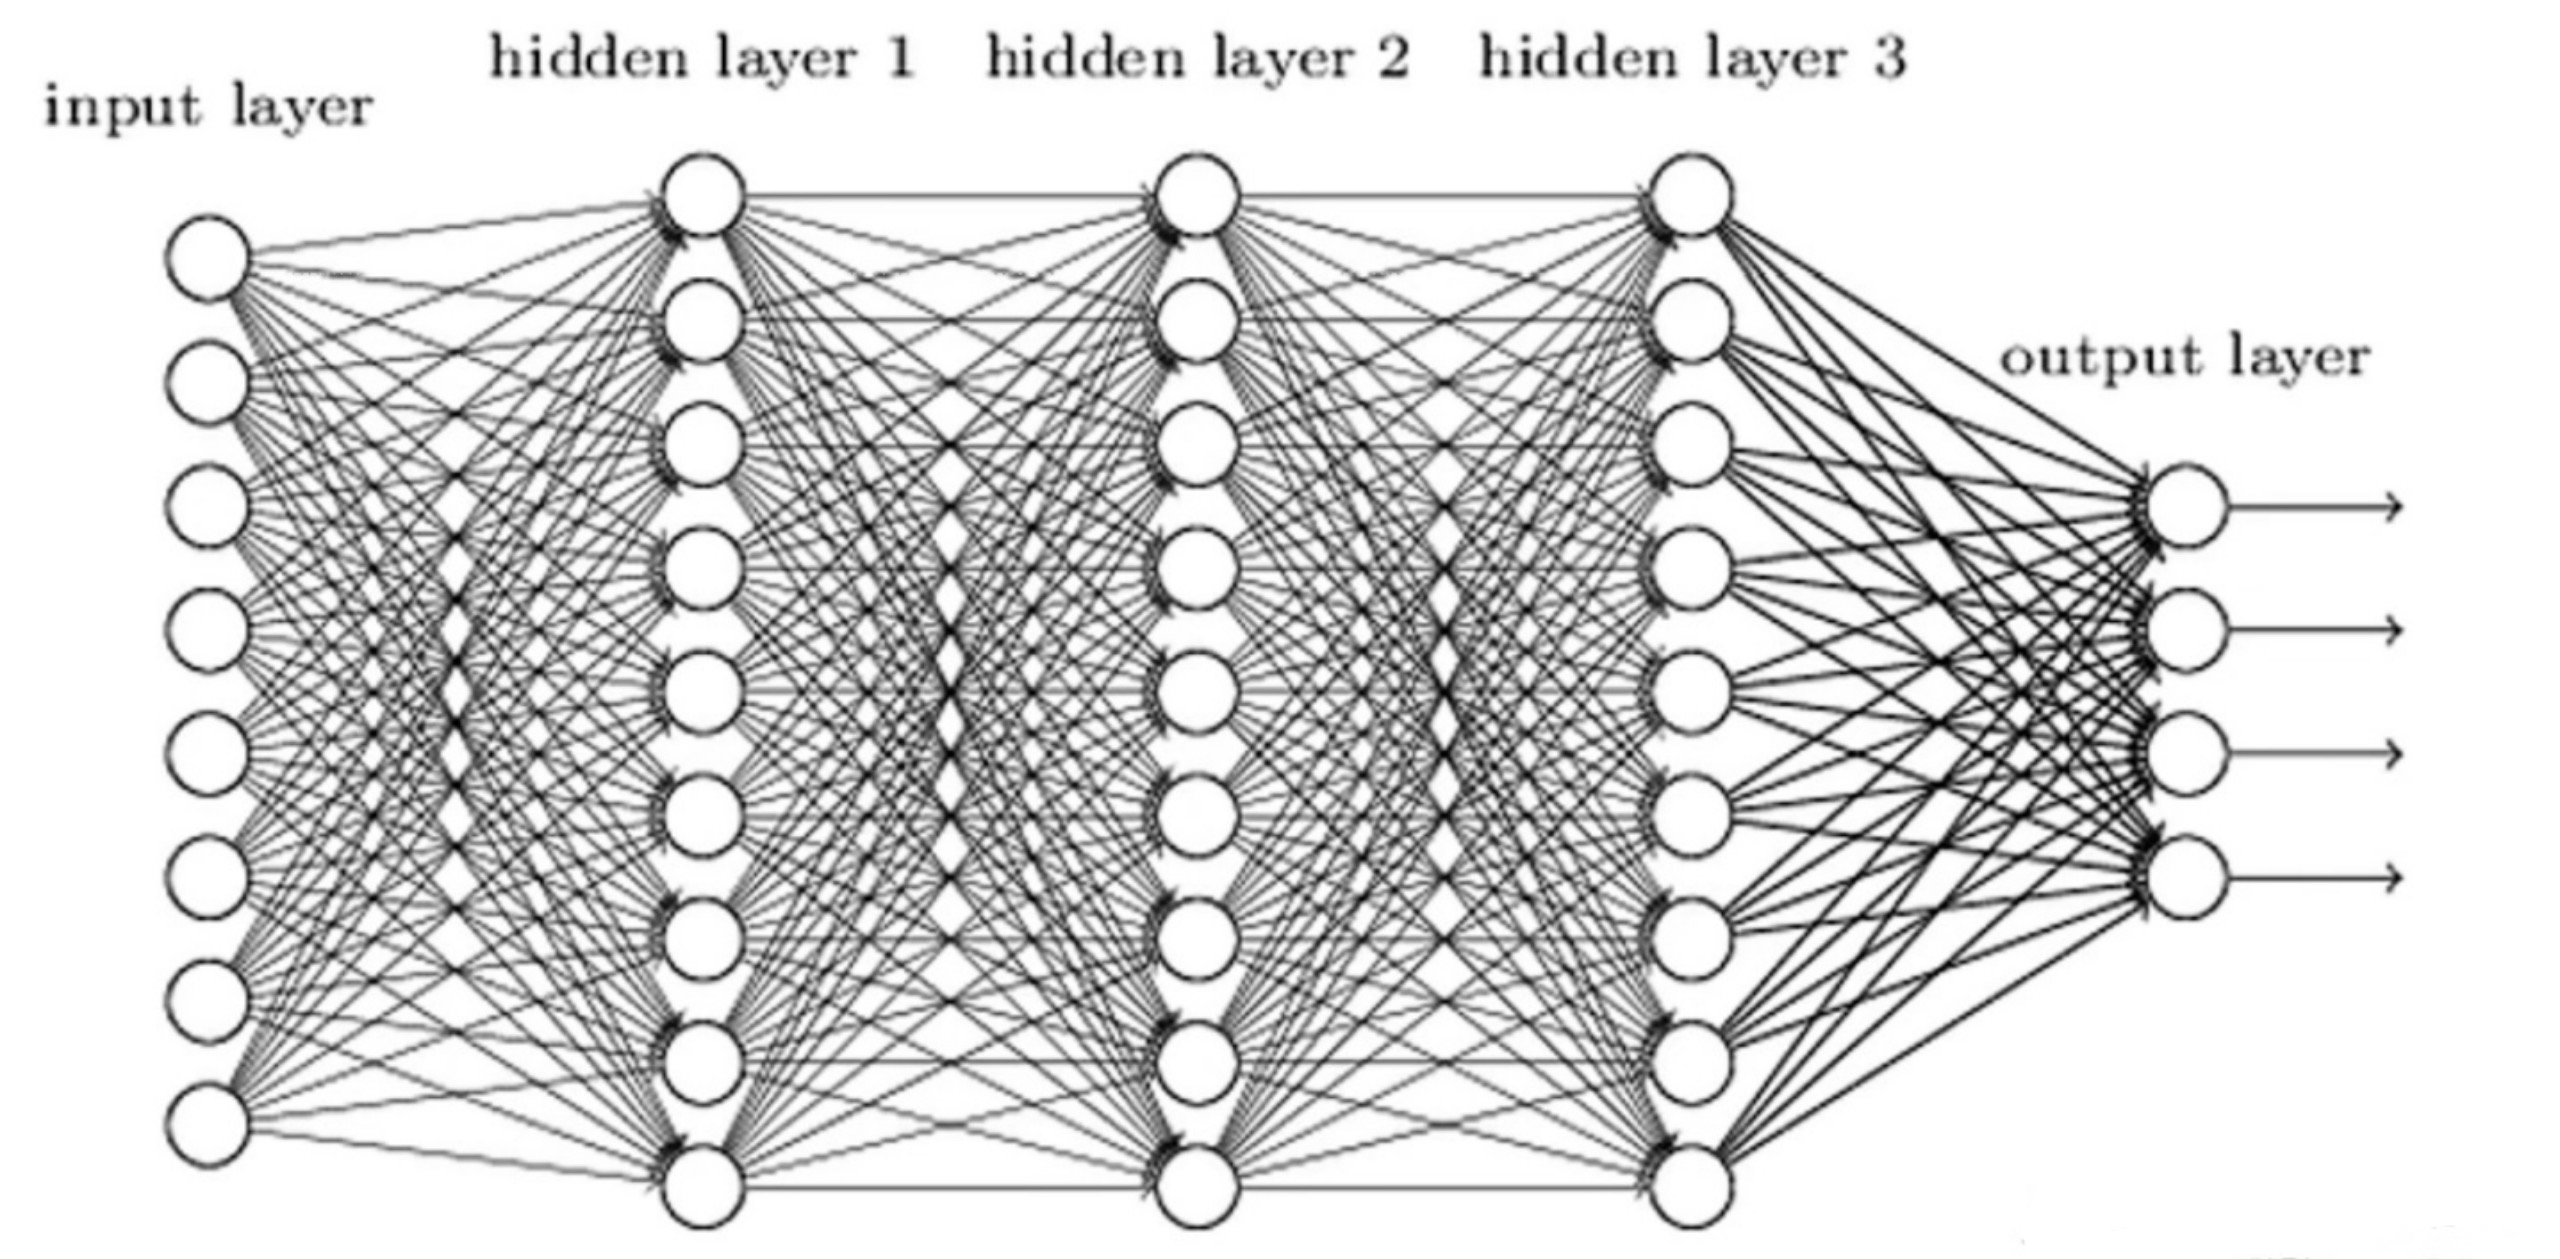 hidden layer 1
hidden layer 2
hidden layer 3
input layer
output layer